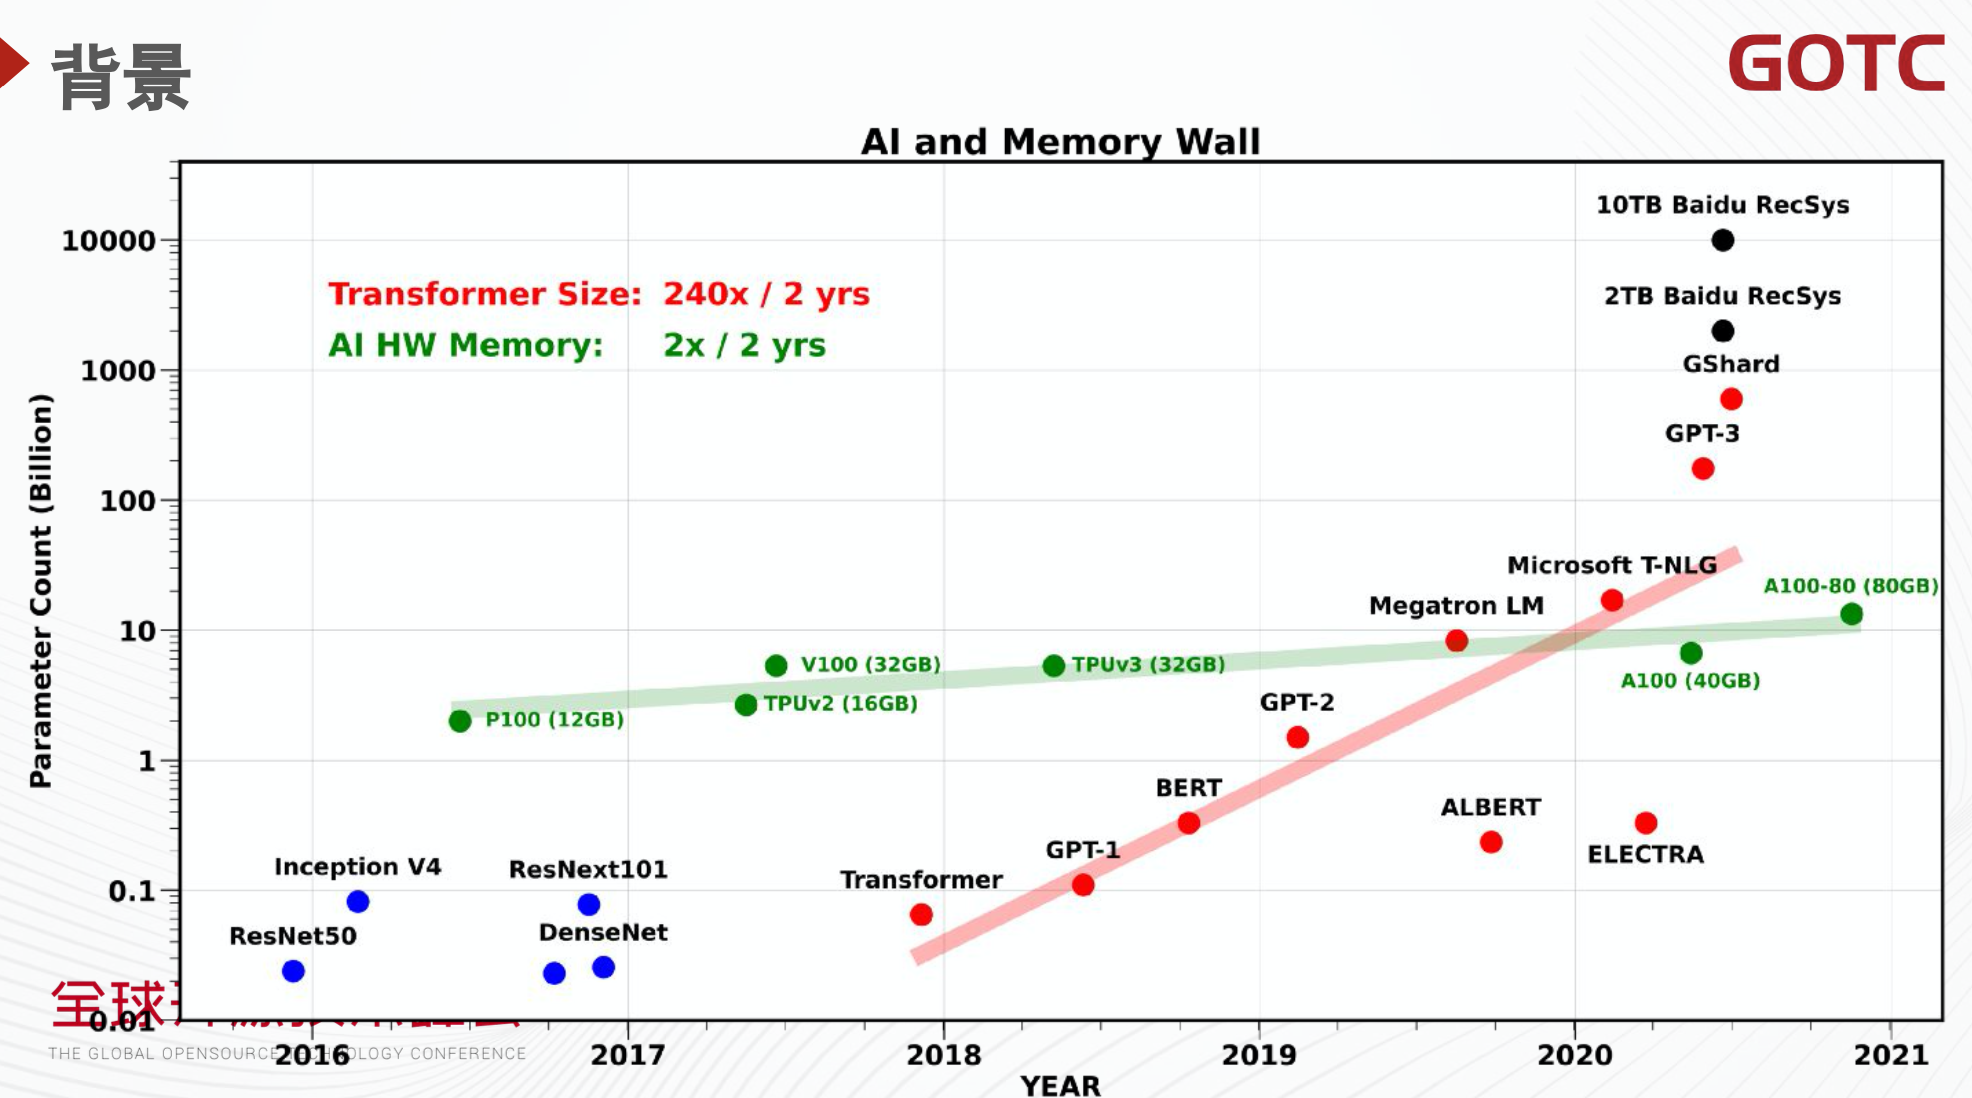 背景
GOTC
AI and Memory Wall
10TB Baidu RecSys
10000
Transformer Size: 240x / 2 yrs
2TB Baidu RecSys
AI HW Memory: 2x / 2 yrs
GShard
1000
GPT-3
Parameter Count (Billion)
100
Microsoft T-NLG
A100-80 (80GB)
Megatron LM
10
V100 (32GB)
TPUv3 (32GB)
A100 (40GB)
GPT-2
TPUv2 (16GB)
P100 (12GB)
1
BERT
ALBERT
GPT-1
ELECTRA
Inception V4
ResNext101
Transformer
0.1
ResNet50
DenseNet
全球
0.01
THE GLOBAL OPENSOURCE TECHNOLOGY CONFERENCE
2016
2017
2018
2019
2020
2021
YEAR